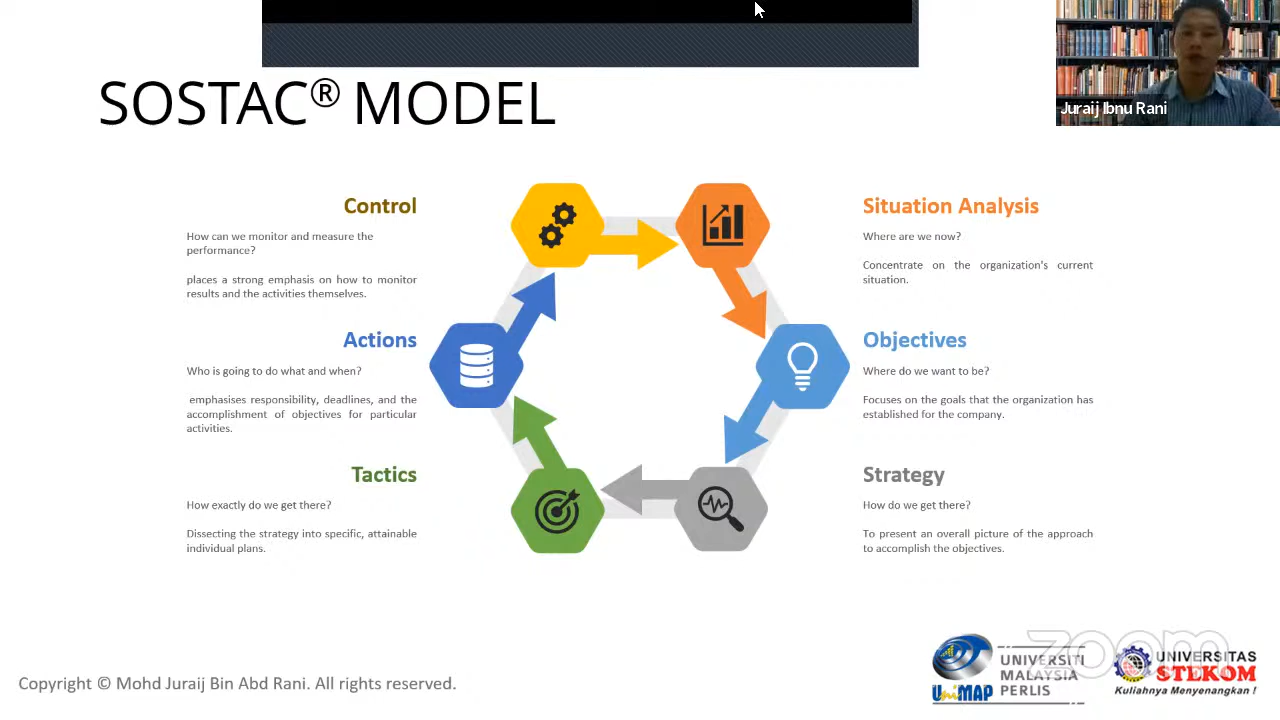 SOSTAC® MODEL
Juraij Ibnu Rani
Control
How can we monitor and measure the
performance?
places a strong emphasis on how to monitor
results and the activities themselves.
Actions
Who is going to do what and when?
emphasises responsibility, deadlines, and the
accomplishment of objectives for particular
activities.
Tactics
How exactly do we get there?
Dissecting the strategy into specific, attainable
individual plans.
Situation Analysis
Where are we now?
Concentrate on the organization's current
situation.
Objectives
Where do we want to be?
Focuses on the goals that the organization has
established for the company.
Strategy
How do we get there?
To present an overall picture of the approach
to accomplish the objectives.
Copyright © Mohd Juraij Bin Abd Rani. All rights reserved.
UniMAP
UNIVERSITI
MALAYSIA
PERLIS
zoom
UNIVERSITAS
STEKOM
Kuliahnya Menyenangkan !